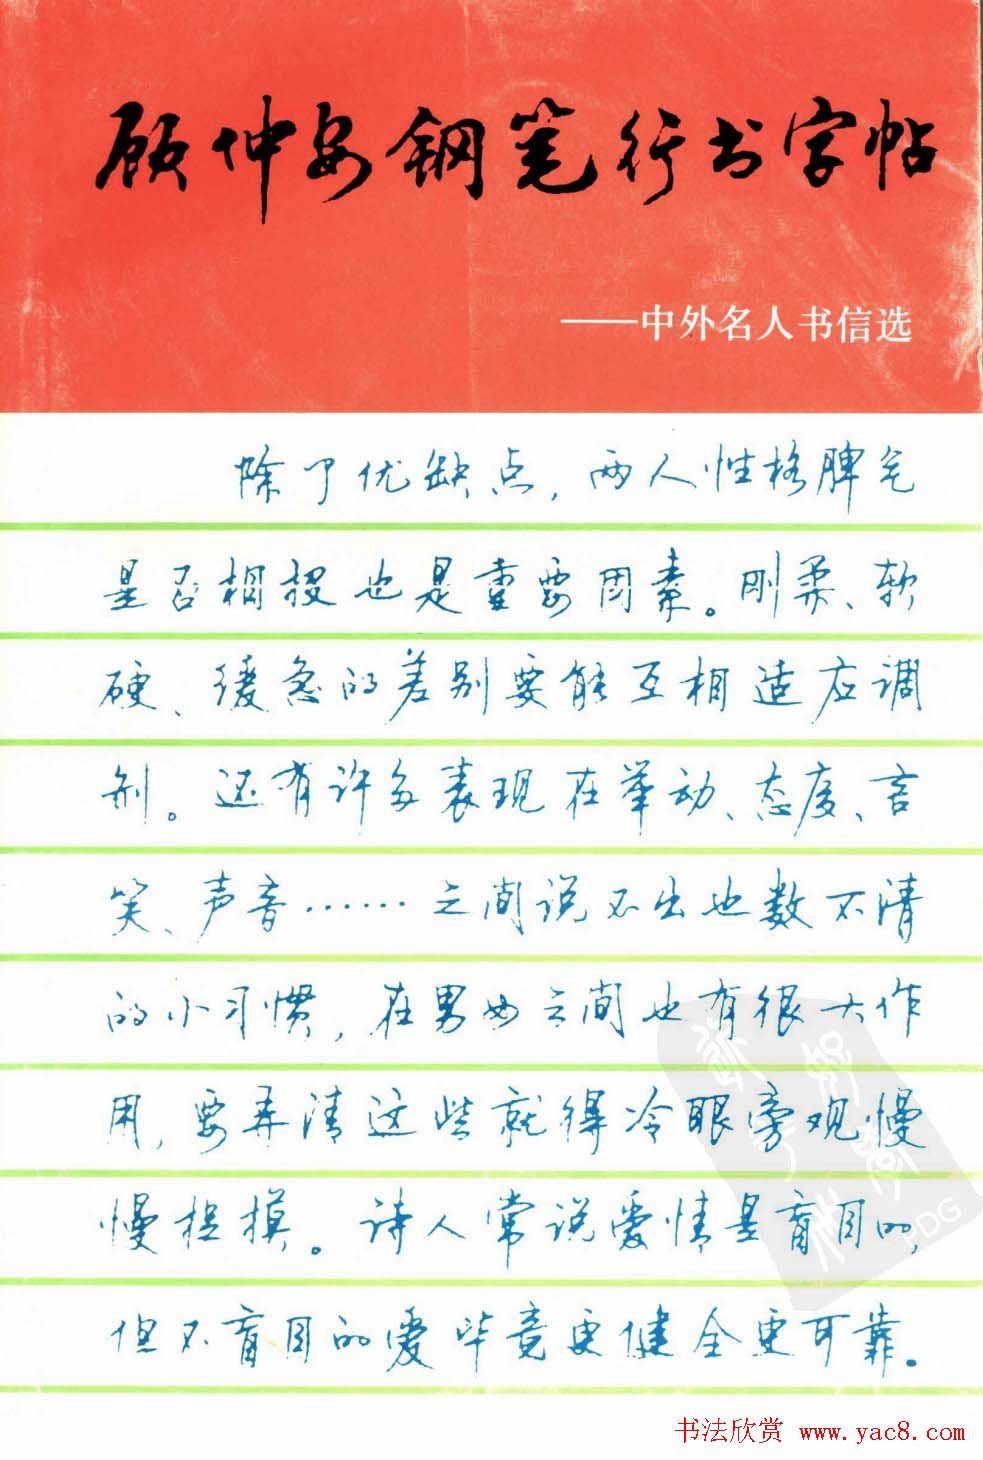 顾仲安钢笔行书字帖
——中外名人书信选
除了优缺点,两人性格脾气
是否相投也是重要因素。刚柔、软
硬、缓急的差别要能互相适应调
剂。还有许多表现在举动、态度、言
笑、声音……之间说不出也数不清
的小习惯,在男女之间也有很大作
用,要弄清这些就得冷眼旁观慢
慢捉摸。诗人常说爱情是盲目的,
但不盲目的爱毕竟更健全更可靠。
PDG
书法欣赏 www.yac8.com